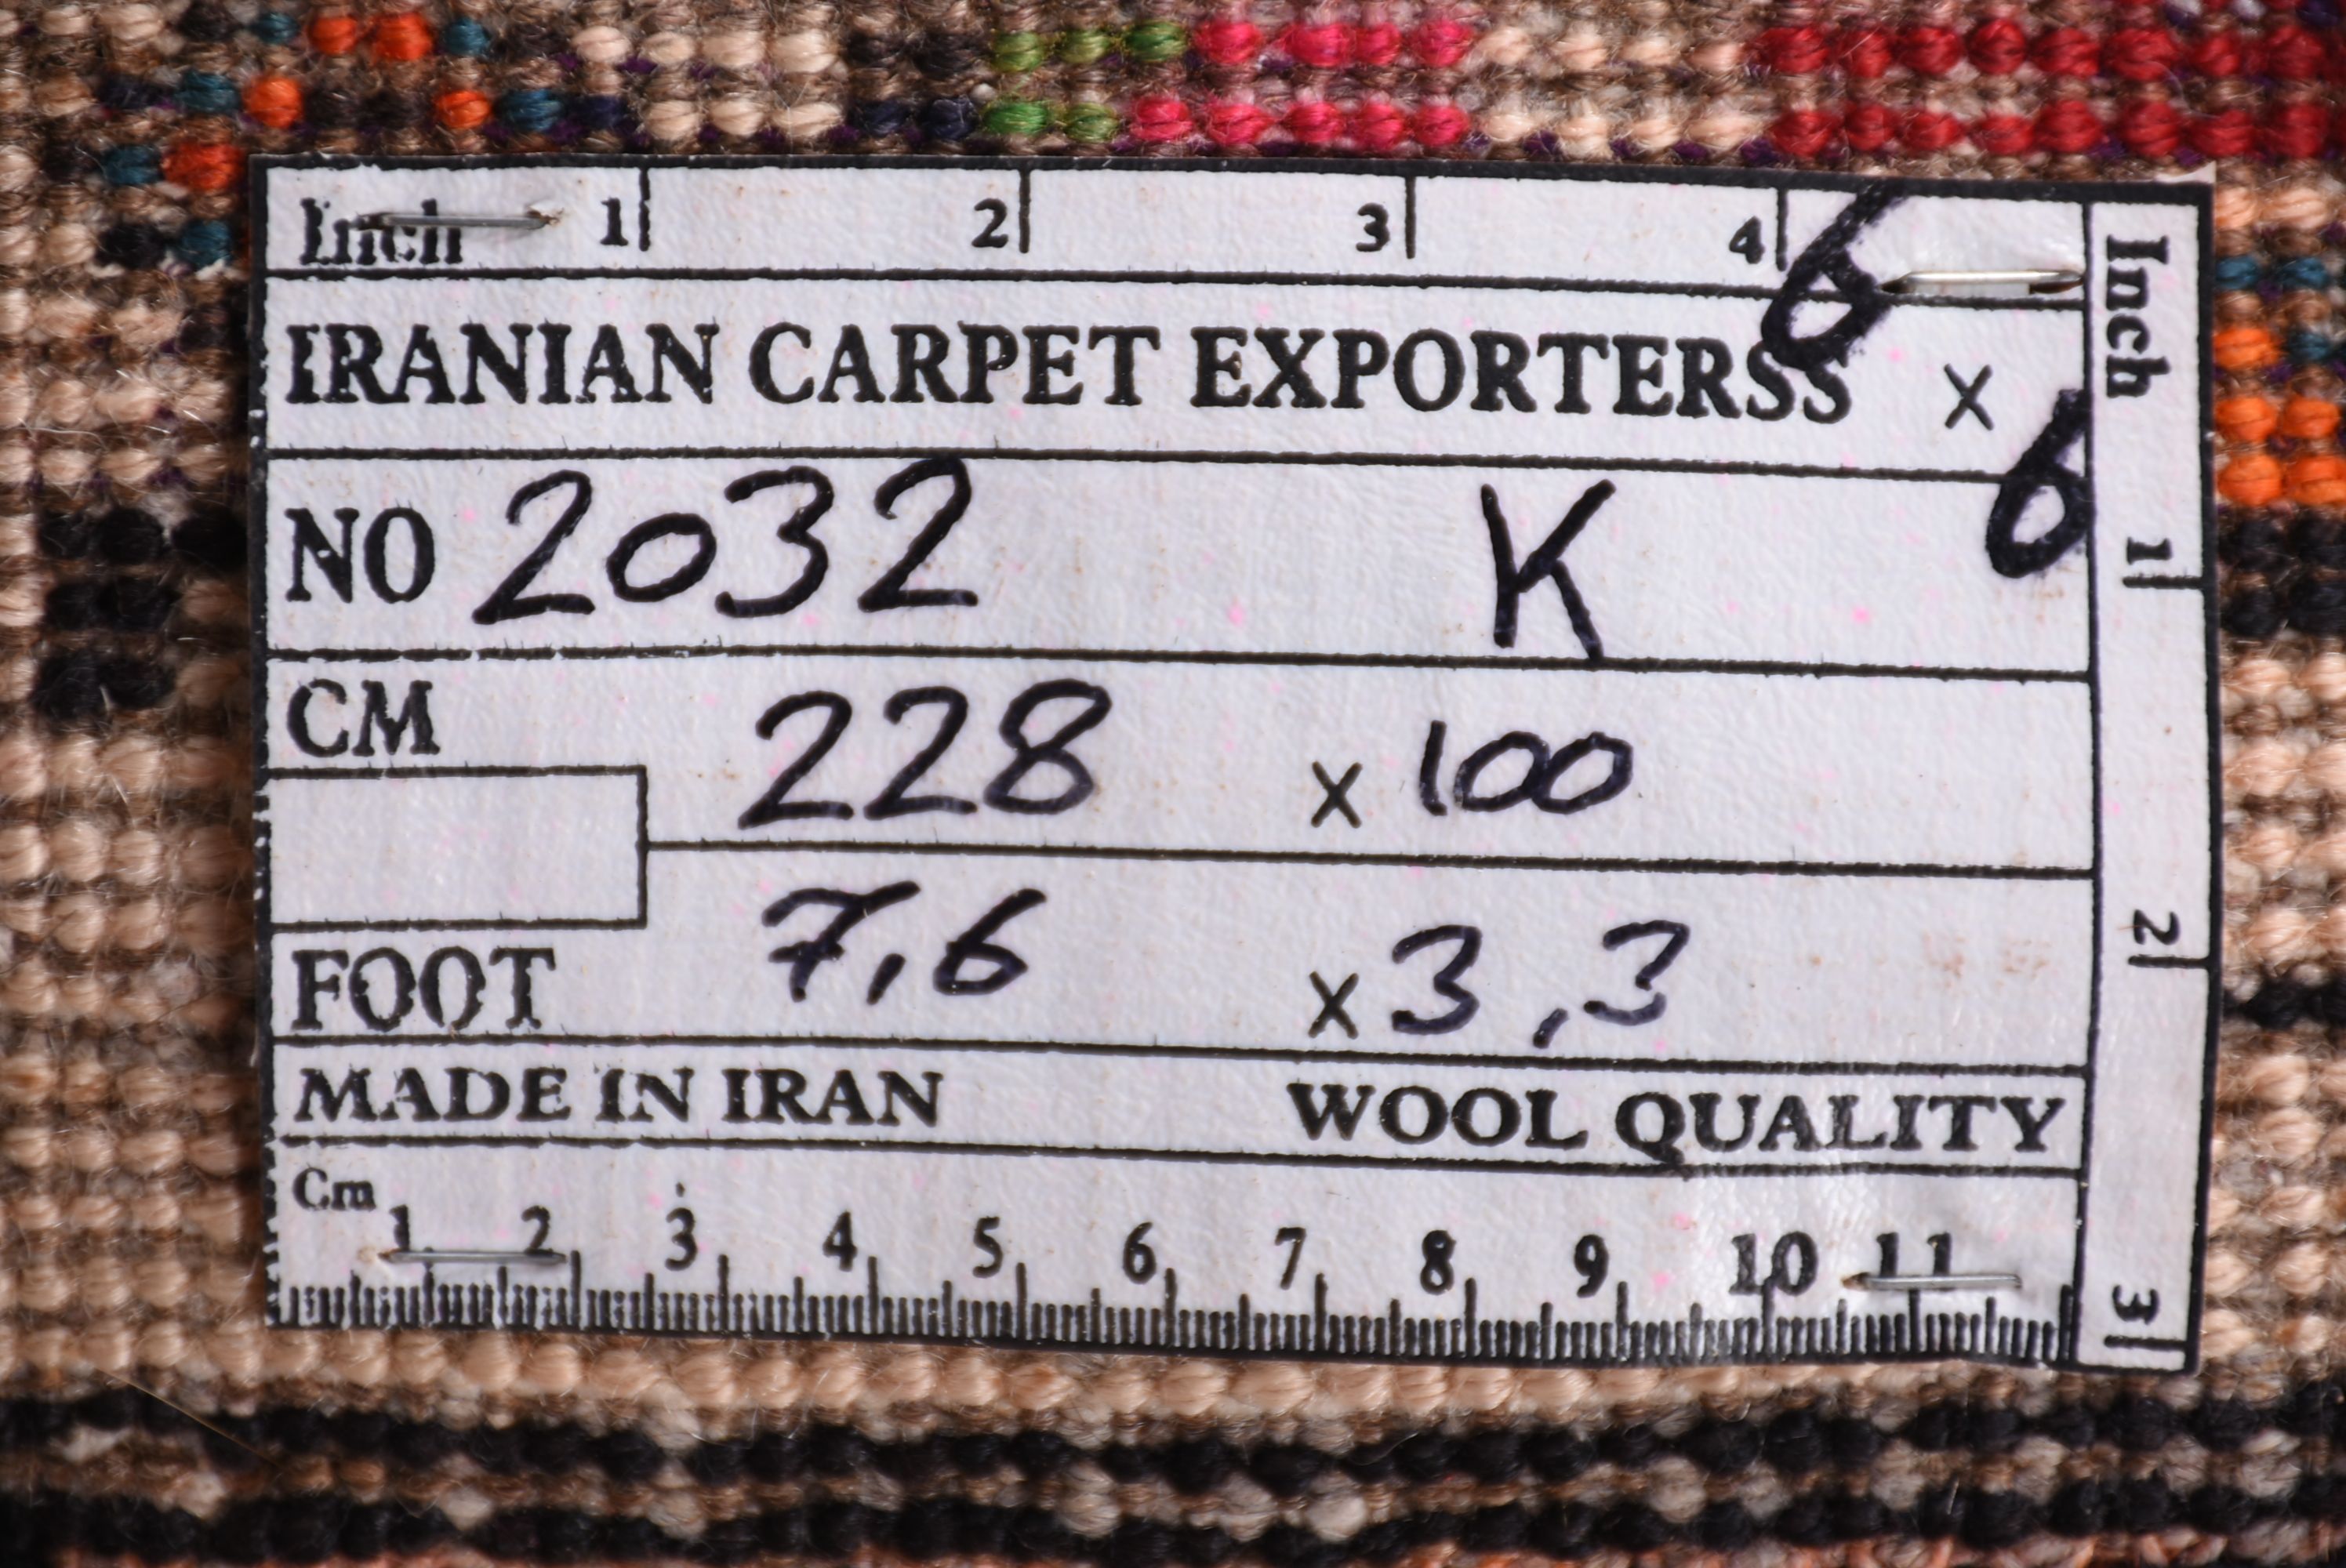 Inch 1 2 3 4
6 x 6
IRANIAN CARPET EXPORTERSS
NO 2032 K
CM 228 x 100
FOOT 7,6 x 3,3
MADE IN IRAN WOOL QUALITY
Cm 1 2 3 4 5 6 7 8 9 10 11
Inch 1 2 3